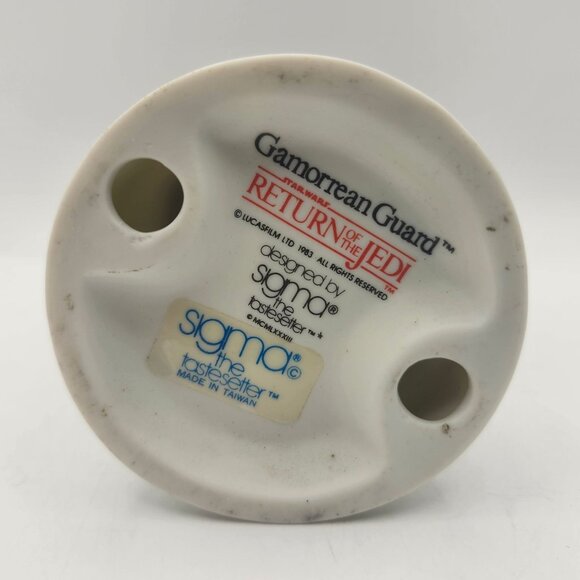 Gamorrean Guard™
STAR WARS
RETURN OF THE JEDI™
© LUCASFILM LTD 1983 ALL RIGHTS RESERVED
designed by
sigma®
the
tastesetter™*
© MCMLXXXIII
sigma®©
the
tastesetter™
MADE IN TAIWAN